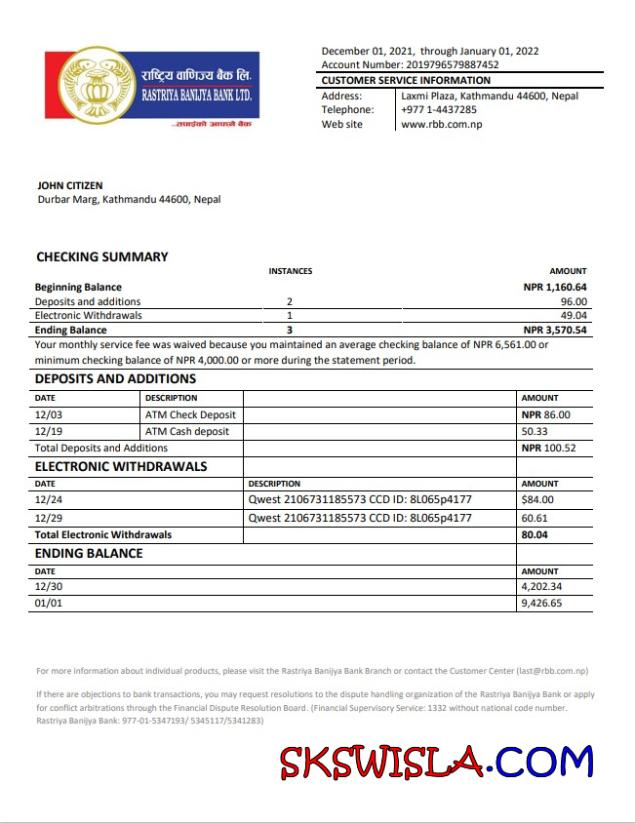 राष्ट्रिय वाणिज्य बैंक लि.
RASTRIYA BANIJYA BANK LTD.
...तपाईंको आफ्नै बैंक
December 01, 2021, through January 01, 2022
Account Number: 2019796579887452
CUSTOMER SERVICE INFORMATION
Address: Laxmi Plaza, Kathmandu 44600, Nepal
Telephone: +977 1-4437285
Web site www.rbb.com.np
JOHN CITIZEN
Durbar Marg, Kathmandu 44600, Nepal
CHECKING SUMMARY
INSTANCES AMOUNT
Beginning Balance NPR 1,160.64
Deposits and additions 2 96.00
Electronic Withdrawals 1 49.04
Ending Balance 3 NPR 3,570.54
Your monthly service fee was waived because you maintained an average checking balance of NPR 6,561.00 or
minimum checking balance of NPR 4,000.00 or more during the statement period.
DEPOSITS AND ADDITIONS
DATE DESCRIPTION AMOUNT
12/03 ATM Check Deposit NPR 86.00
12/19 ATM Cash deposit 50.33
Total Deposits and Additions NPR 100.52
ELECTRONIC WITHDRAWALS
DATE DESCRIPTION AMOUNT
12/24 Qwest 2106731185573 CCD ID: 8L065p4177 $84.00
12/29 Qwest 2106731185573 CCD ID: 8L065p4177 60.61
Total Electronic Withdrawals 80.04
ENDING BALANCE
DATE AMOUNT
12/30 4,202.34
01/01 9,426.65
For more information about individual products, please visit the Rastriya Banijya Bank Branch or contact the Customer Center (last@rbb.com.np)
If there are objections to bank transactions, you may request resolutions to the dispute handling organization of the Rastriya Banijya Bank or apply
for conflict arbitrations through the Financial Dispute Resolution Board. (Financial Supervisory Service: 1332 without national code number.
Rastriya Banijya Bank: 977-01-5347193/ 5345117/5341283)
SKSWISLA.COM